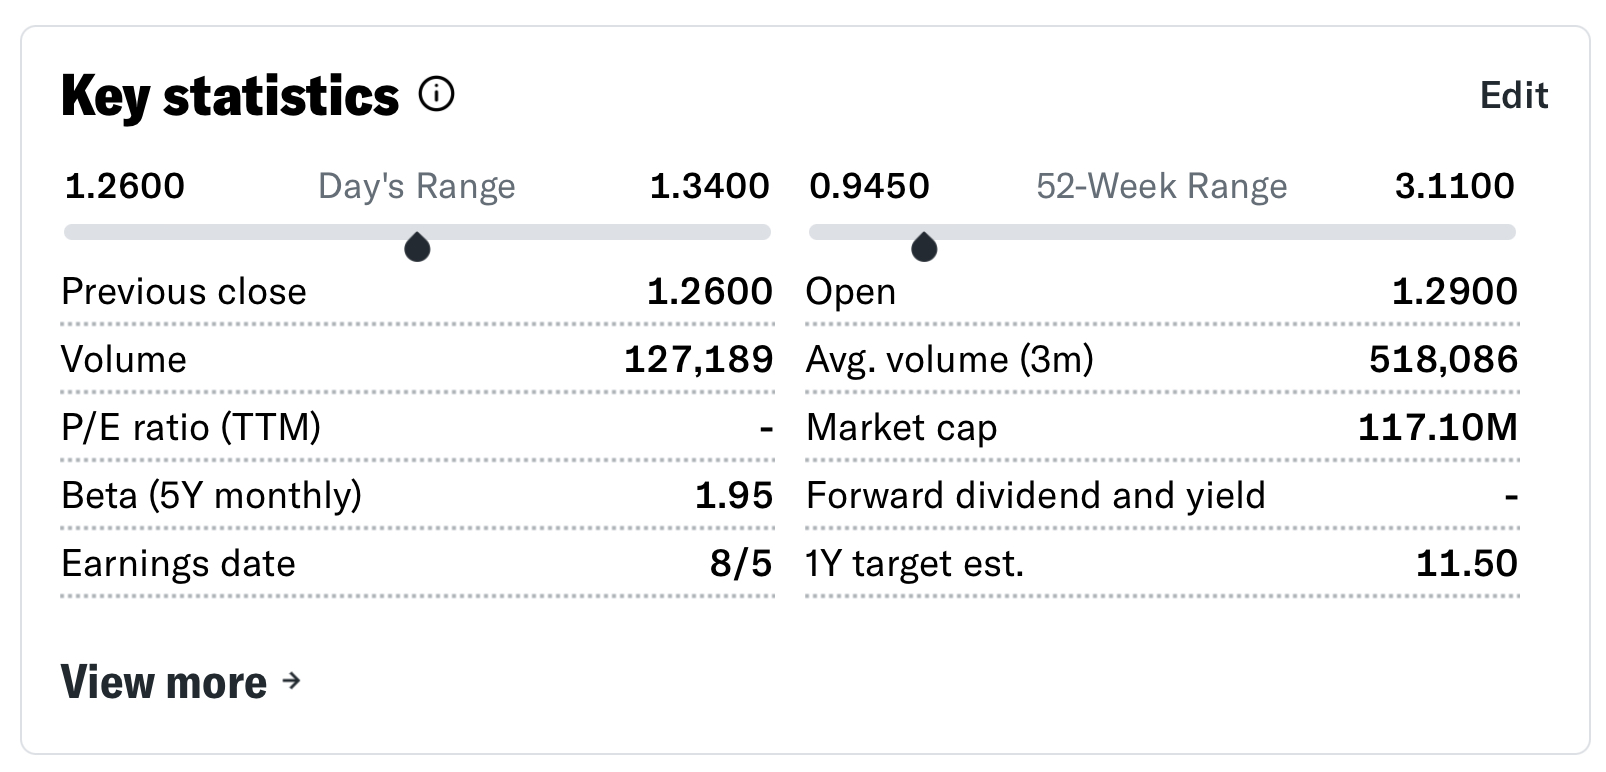 Key statistics
Edit
1.2600 Day's Range 1.3400
0.9450 52-Week Range 3.1100
Previous close 1.2600
Open 1.2900
Volume 127,189
Avg. volume (3m) 518,086
P/E ratio (TTM) -
Market cap 117.10M
Beta (5Y monthly) 1.95
Forward dividend and yield -
Earnings date 8/5
1Y target est. 11.50
View more →